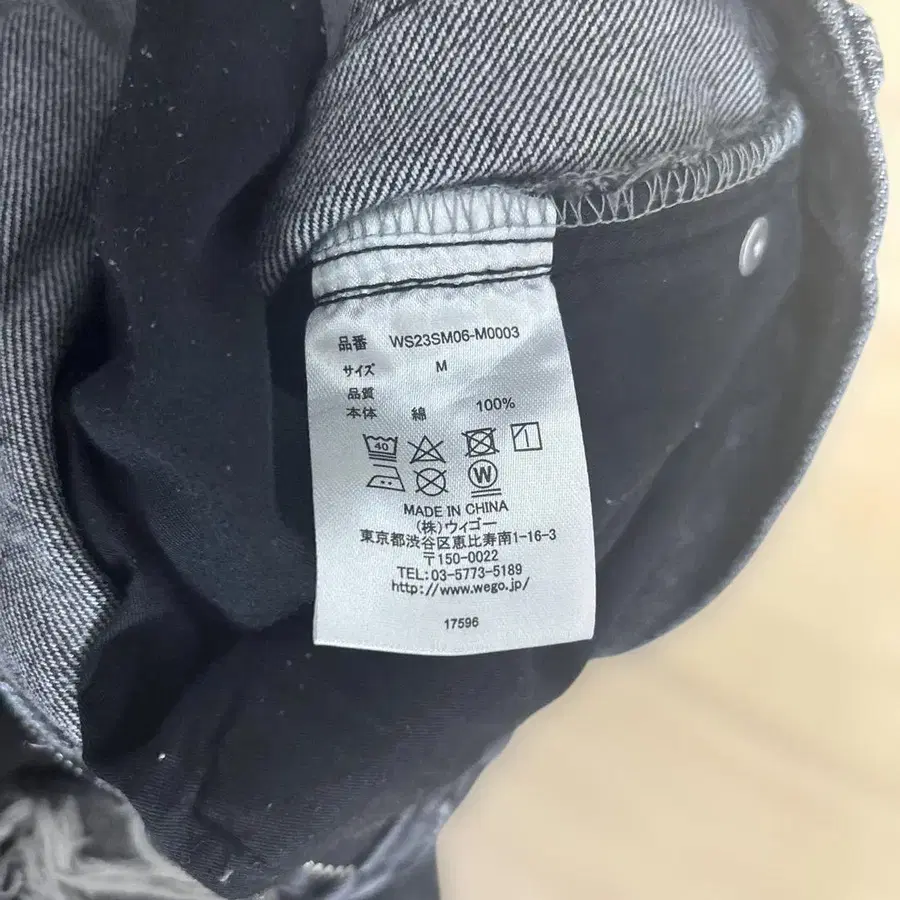 品番 WS23SM06-M0003
サイズ M
品質
本体 綿 100%
40
W
MADE IN CHINA
(株)ウィゴー
東京都渋谷区恵比寿南1-16-3
〒150-0022
TEL:03-5773-5189
http://www.wego.jp/
17596